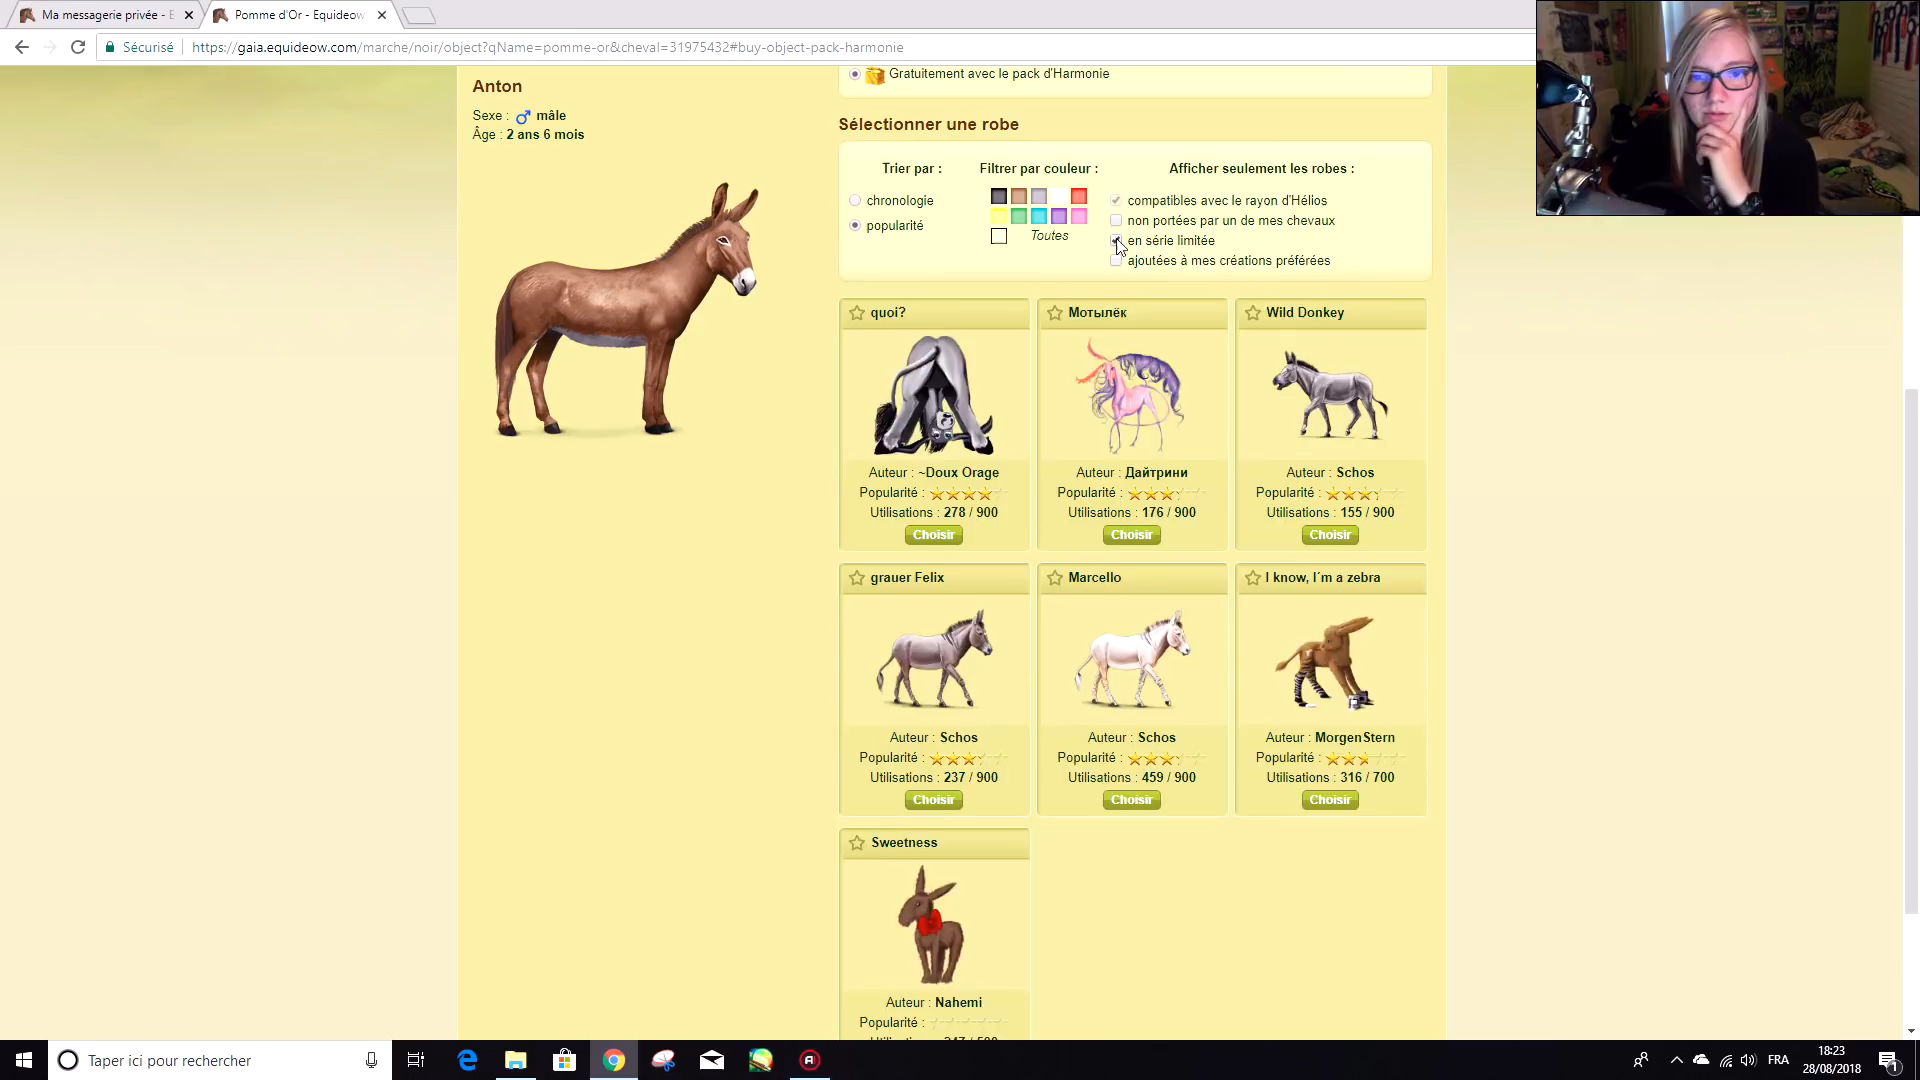 Ma messagerie privée - E
Pomme d'Or - Equideow
Sécurisé
https://gaia.equideow.com/marche/noir/object?qName=pomme-or&cheval=31975432#buy-object-pack-harmonie
Anton
Sexe : mâle
Âge : 2 ans 6 mois
Gratuitement avec le pack d'Harmonie
Sélectionner une robe
Trier par :
Filtrer par couleur :
Afficher seulement les robes :
chronologie
popularité
Toutes
compatibles avec le rayon d'Hélios
non portées par un de mes chevaux
en série limitée
ajoutées à mes créations préférées
quoi?
Auteur : ~Doux Orage
Popularité :
Utilisations : 278 / 900
Choisir
Мотылёк
Auteur : Дайтрини
Popularité :
Utilisations : 176 / 900
Choisir
Wild Donkey
Auteur : Schos
Popularité :
Utilisations : 155 / 900
Choisir
grauer Felix
Auteur : Schos
Popularité :
Utilisations : 237 / 900
Choisir
Marcello
Auteur : Schos
Popularité :
Utilisations : 459 / 900
Choisir
I know, I´m a zebra
Auteur : MorgenStern
Popularité :
Utilisations : 316 / 700
Choisir
Sweetness
Auteur : Nahemi
Popularité :
Taper ici pour rechercher
FRA
18:23
28/08/2018
1